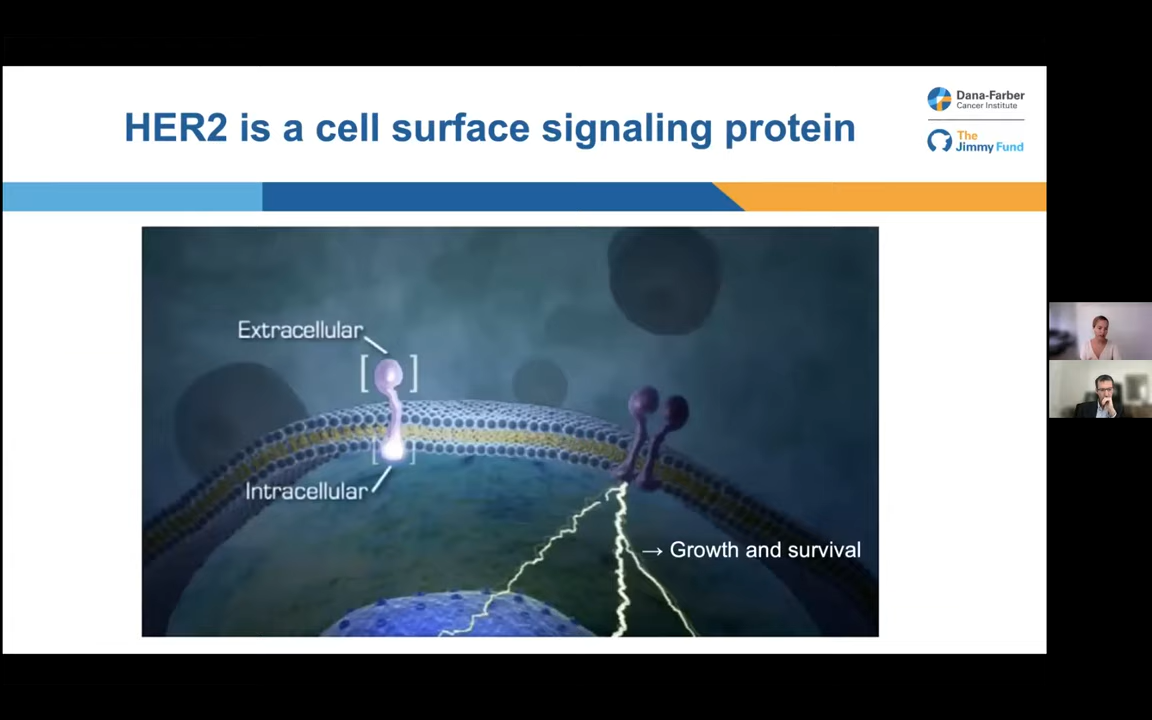 HER2 is a cell surface signaling protein
Dana-Farber
Cancer Institute
The
Jimmy Fund
Extracellular
[ ]
[ ]
Intracellular
→ Growth and survival